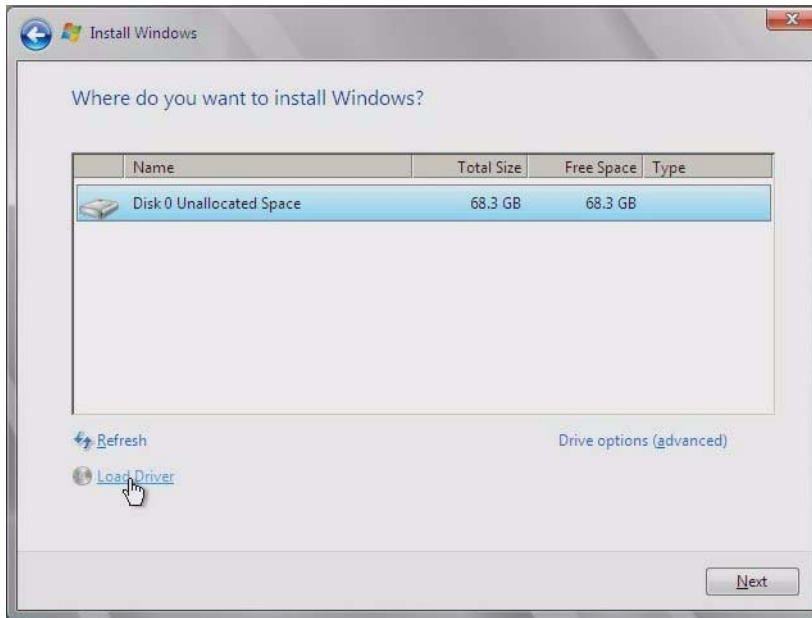 Install Windows
Where do you want to install Windows?
Name Total Size Free Space Type
Disk 0 Unallocated Space 68.3 GB 68.3 GB
Refresh Drive options (advanced)
Load Driver
Next